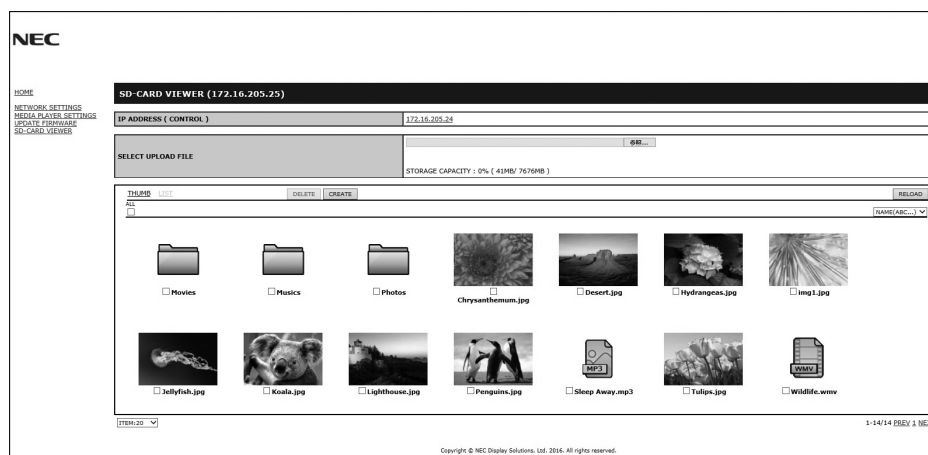 NEC
HOME
NETWORK SETTINGS
MEDIA PLAYER SETTINGS
UPDATE FIRMWARE
SD-CARD VIEWER
SD-CARD VIEWER (172.16.205.25)
IP ADDRESS ( CONTROL )
172.16.205.24
SELECT UPLOAD FILE
参照...
STORAGE CAPACITY : 0% ( 41MB/ 7676MB )
THUMB LIST DELETE CREATE RELOAD
ALL
NAME(ABC...)
Movies Musics Photos Chrysanthemum.jpg Desert.jpg Hydrangeas.jpg img1.jpg
MP3 WMV
Jellyfish.jpg Koala.jpg Lighthouse.jpg Penguins.jpg Sleep Away.mp3 Tulips.jpg Wildlife.wmv
ITEM:20
1-14/14 PREV 1
Copyright © NEC Display Solutions, Ltd. 2016. All rights reserved.